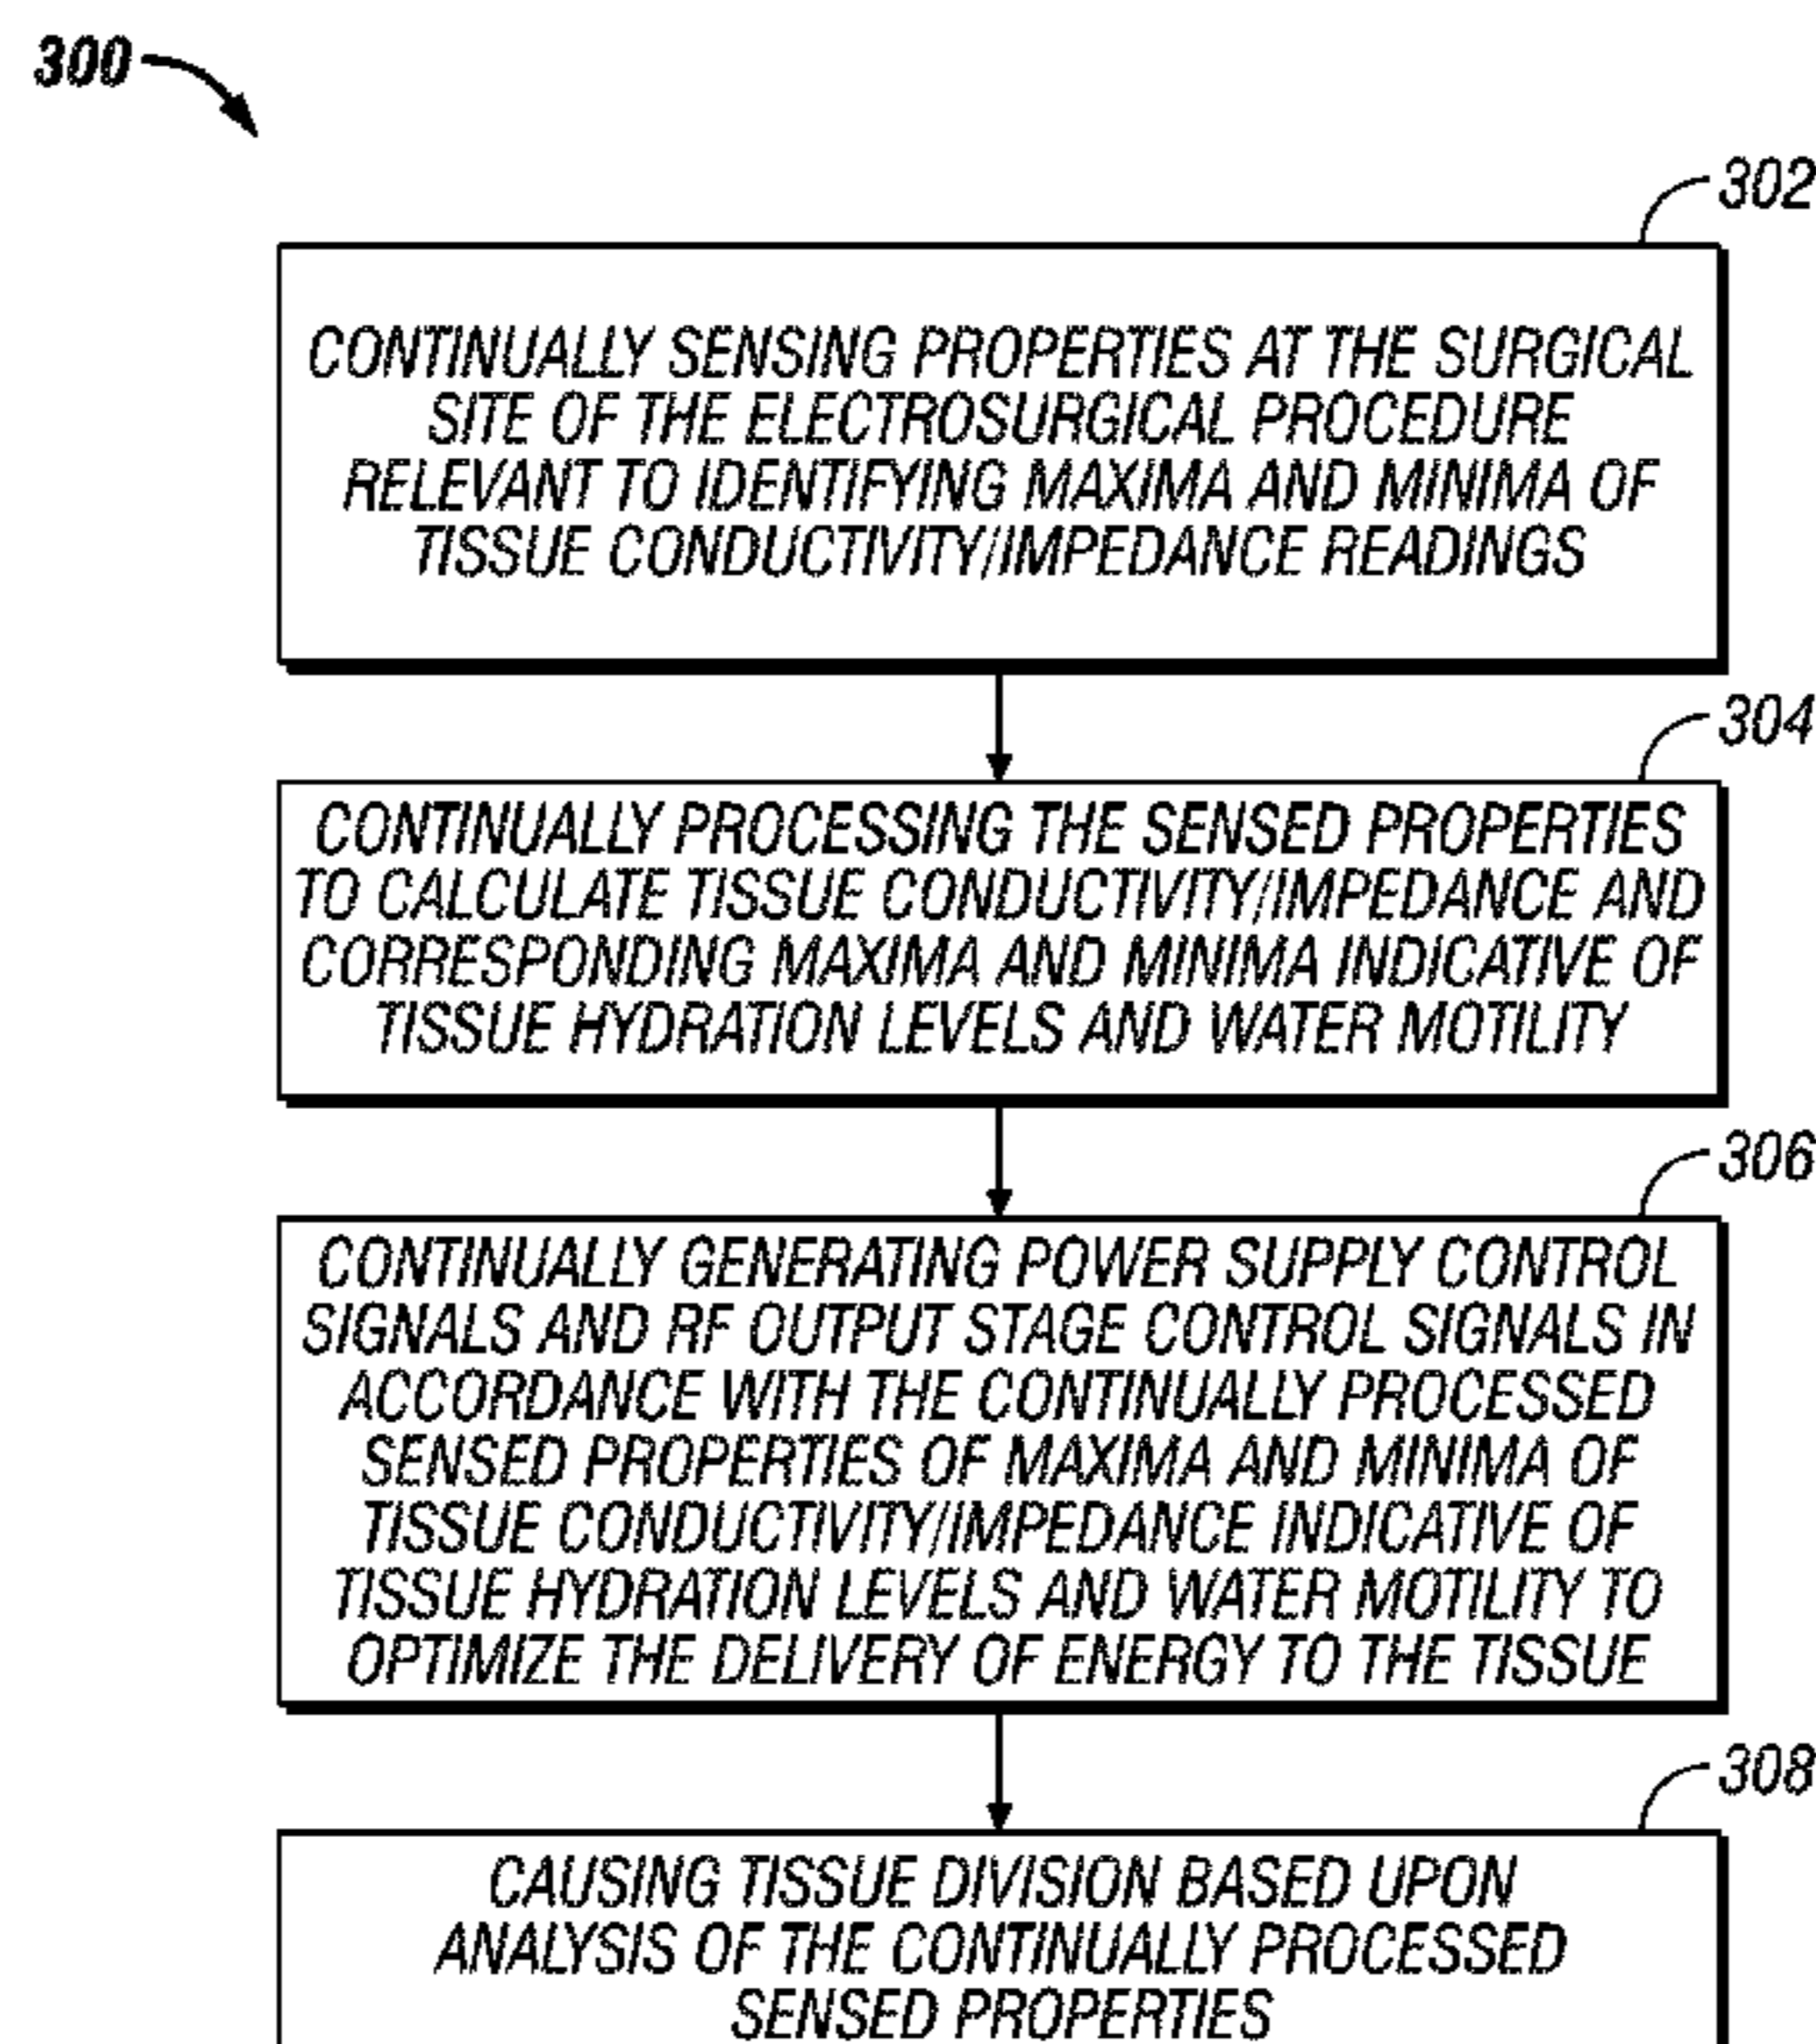 300
302
CONTINUALLY SENSING PROPERTIES AT THE SURGICAL
SITE OF THE ELECTROSURGICAL PROCEDURE
RELEVANT TO IDENTIFYING MAXIMA AND MINIMA OF
TISSUE CONDUCTIVITY/IMPEDANCE READINGS
304
CONTINUALLY PROCESSING THE SENSED PROPERTIES
TO CALCULATE TISSUE CONDUCTIVITY/IMPEDANCE AND
CORRESPONDING MAXIMA AND MINIMA INDICATIVE OF
TISSUE HYDRATION LEVELS AND WATER MOTILITY
306
CONTINUALLY GENERATING POWER SUPPLY CONTROL
SIGNALS AND RF OUTPUT STAGE CONTROL SIGNALS IN
ACCORDANCE WITH THE CONTINUALLY PROCESSED
SENSED PROPERTIES OF MAXIMA AND MINIMA OF
TISSUE CONDUCTIVITY/IMPEDANCE INDICATIVE OF
TISSUE HYDRATION LEVELS AND WATER MOTILITY TO
OPTIMIZE THE DELIVERY OF ENERGY TO THE TISSUE
308
CAUSING TISSUE DIVISION BASED UPON
ANALYSIS OF THE CONTINUALLY PROCESSED
SENSED PROPERTIES